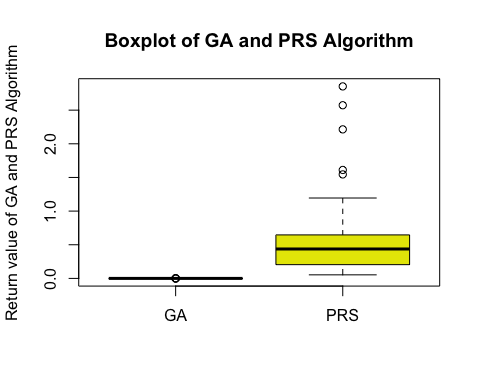 Boxplot of GA and PRS Algorithm
Return value of GA and PRS Algorithm
2.0
1.0
0.0
GA
PRS